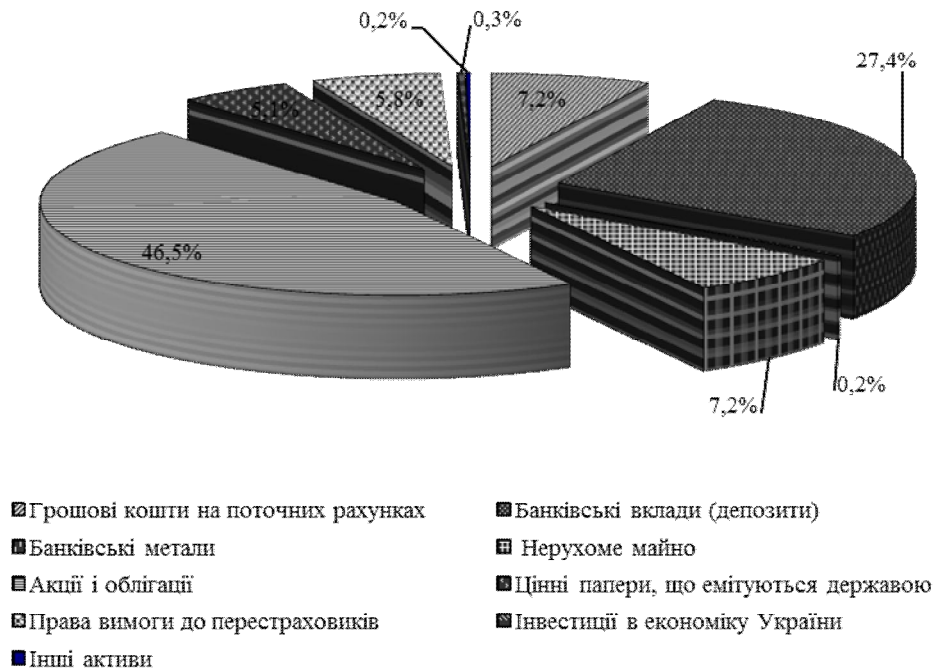 0,2%
0,3%
27,4%
5,1%
5,8%
7,2%
46,5%
0,2%
7,2%
Грошові кошти на поточних рахунках
Банківські вклади (депозити)
Банківські метали
Нерухоме майно
Акції і облігації
Цінні папери, що емітуються державою
Права вимоги до перестраховиків
Інвестиції в економіку України
Інші активи